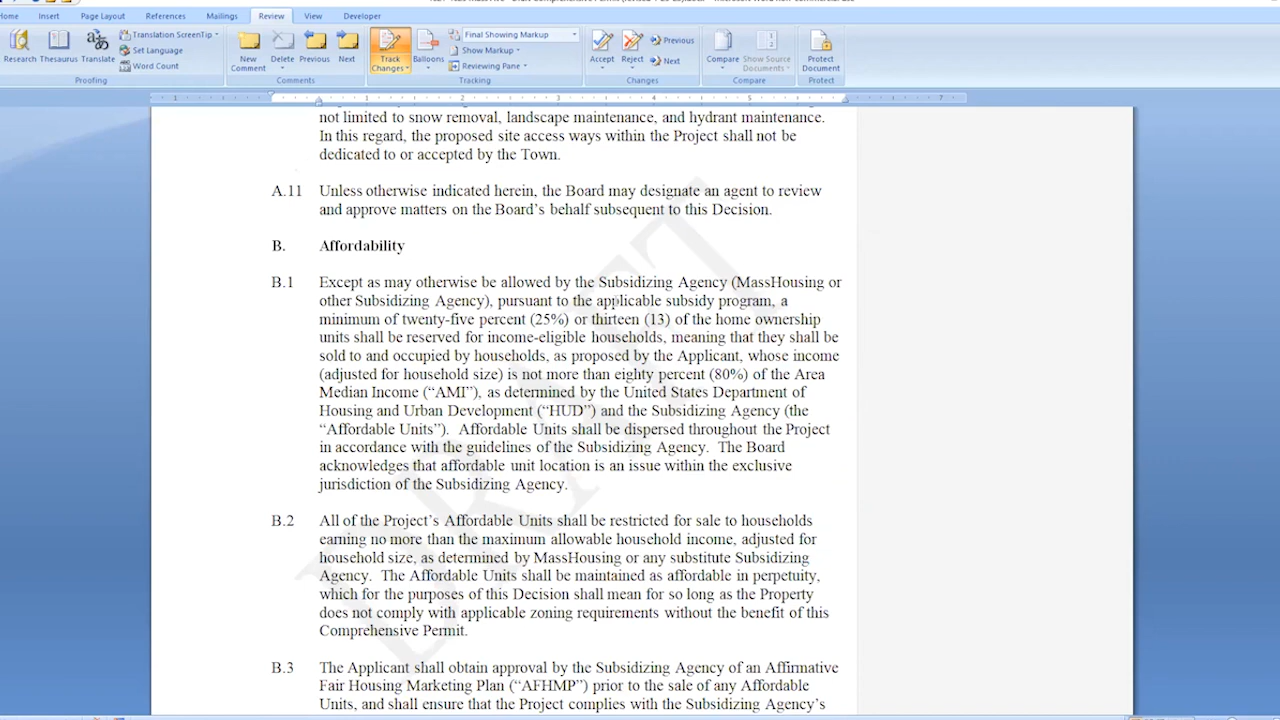 Home Insert Page Layout References Mailings Review View Developer
Research Thesaurus Translate Translation ScreenTip Set Language Word Count
New Comment Delete Previous Next
Track Changes Balloons Final Showing Markup Show Markup Reviewing Pane
Accept Reject Previous Next
Compare Show Source Documents Protect Document
Proofing Comments Tracking Changes Compare Protect
1 1 2 3 4 5 7
not limited to snow removal, landscape maintenance, and hydrant maintenance.
In this regard, the proposed site access ways within the Project shall not be
dedicated to or accepted by the Town.
A.11 Unless otherwise indicated herein, the Board may designate an agent to review
and approve matters on the Board’s behalf subsequent to this Decision.
B. Affordability
B.1 Except as may otherwise be allowed by the Subsidizing Agency (MassHousing or
other Subsidizing Agency), pursuant to the applicable subsidy program, a
minimum of twenty-five percent (25%) or thirteen (13) of the home ownership
units shall be reserved for income-eligible households, meaning that they shall be
sold to and occupied by households, as proposed by the Applicant, whose income
(adjusted for household size) is not more than eighty percent (80%) of the Area
Median Income (“AMI”), as determined by the United States Department of
Housing and Urban Development (“HUD”) and the Subsidizing Agency (the
“Affordable Units”). Affordable Units shall be dispersed throughout the Project
in accordance with the guidelines of the Subsidizing Agency. The Board
acknowledges that affordable unit location is an issue within the exclusive
jurisdiction of the Subsidizing Agency.
B.2 All of the Project’s Affordable Units shall be restricted for sale to households
earning no more than the maximum allowable household income, adjusted for
household size, as determined by MassHousing or any substitute Subsidizing
Agency. The Affordable Units shall be maintained as affordable in perpetuity,
which for the purposes of this Decision shall mean for so long as the Property
does not comply with applicable zoning requirements without the benefit of this
Comprehensive Permit.
B.3 The Applicant shall obtain approval by the Subsidizing Agency of an Affirmative
Fair Housing Marketing Plan (“AFHMP”) prior to the sale of any Affordable
Units, and shall ensure that the Project complies with the Subsidizing Agency’s
DRAFT